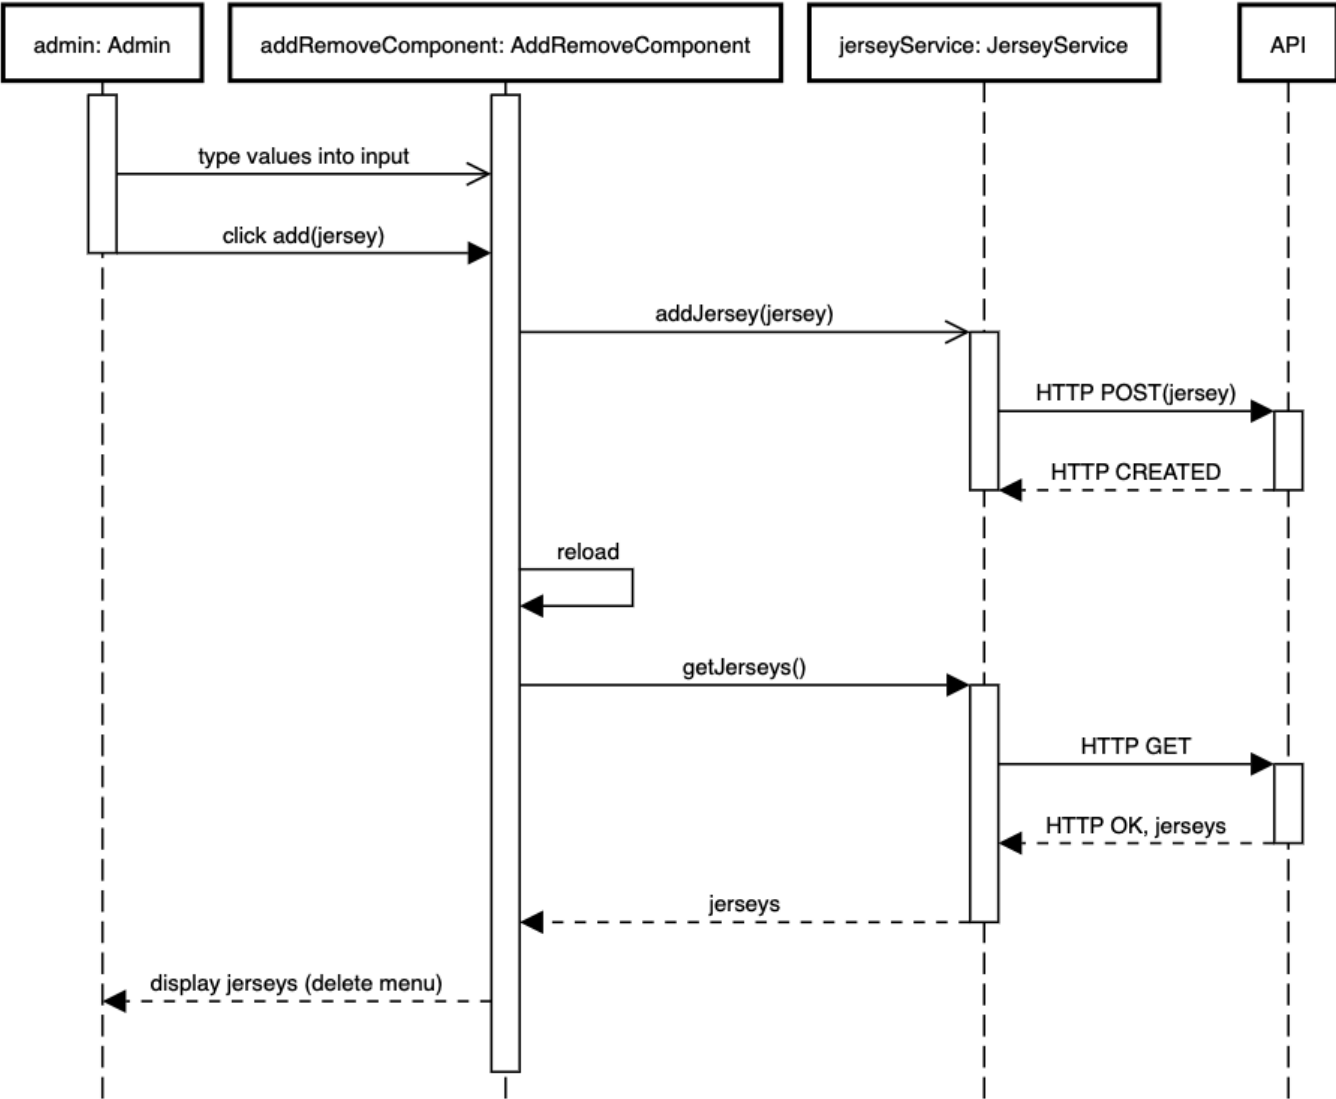 admin: Admin
addRemoveComponent: AddRemoveComponent
jerseyService: JerseyService
API
type values into input
click add(jersey)
addJersey(jersey)
HTTP POST(jersey)
HTTP CREATED
reload
getJerseys()
HTTP GET
HTTP OK, jerseys
jerseys
display jerseys (delete menu)